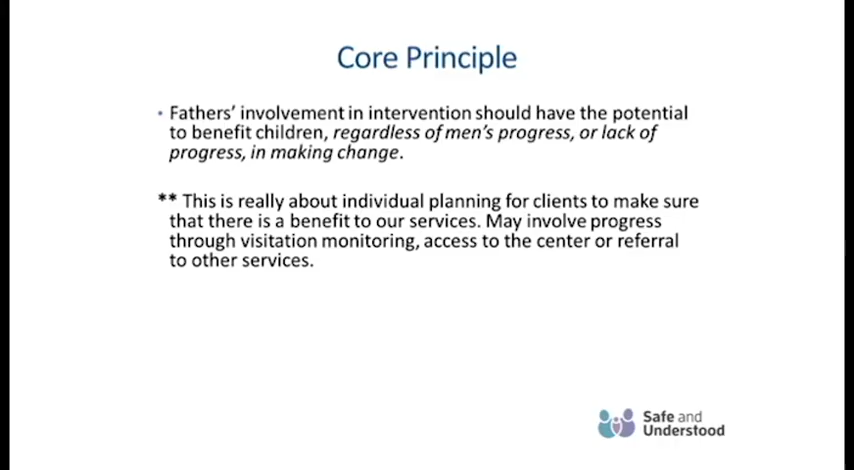 Core Principle
• Fathers’ involvement in intervention should have the potential
to benefit children, regardless of men’s progress, or lack of
progress, in making change.
** This is really about individual planning for clients to make sure
that there is a benefit to our services. May involve progress
through visitation monitoring, access to the center or referral
to other services.
Safe and
Understood